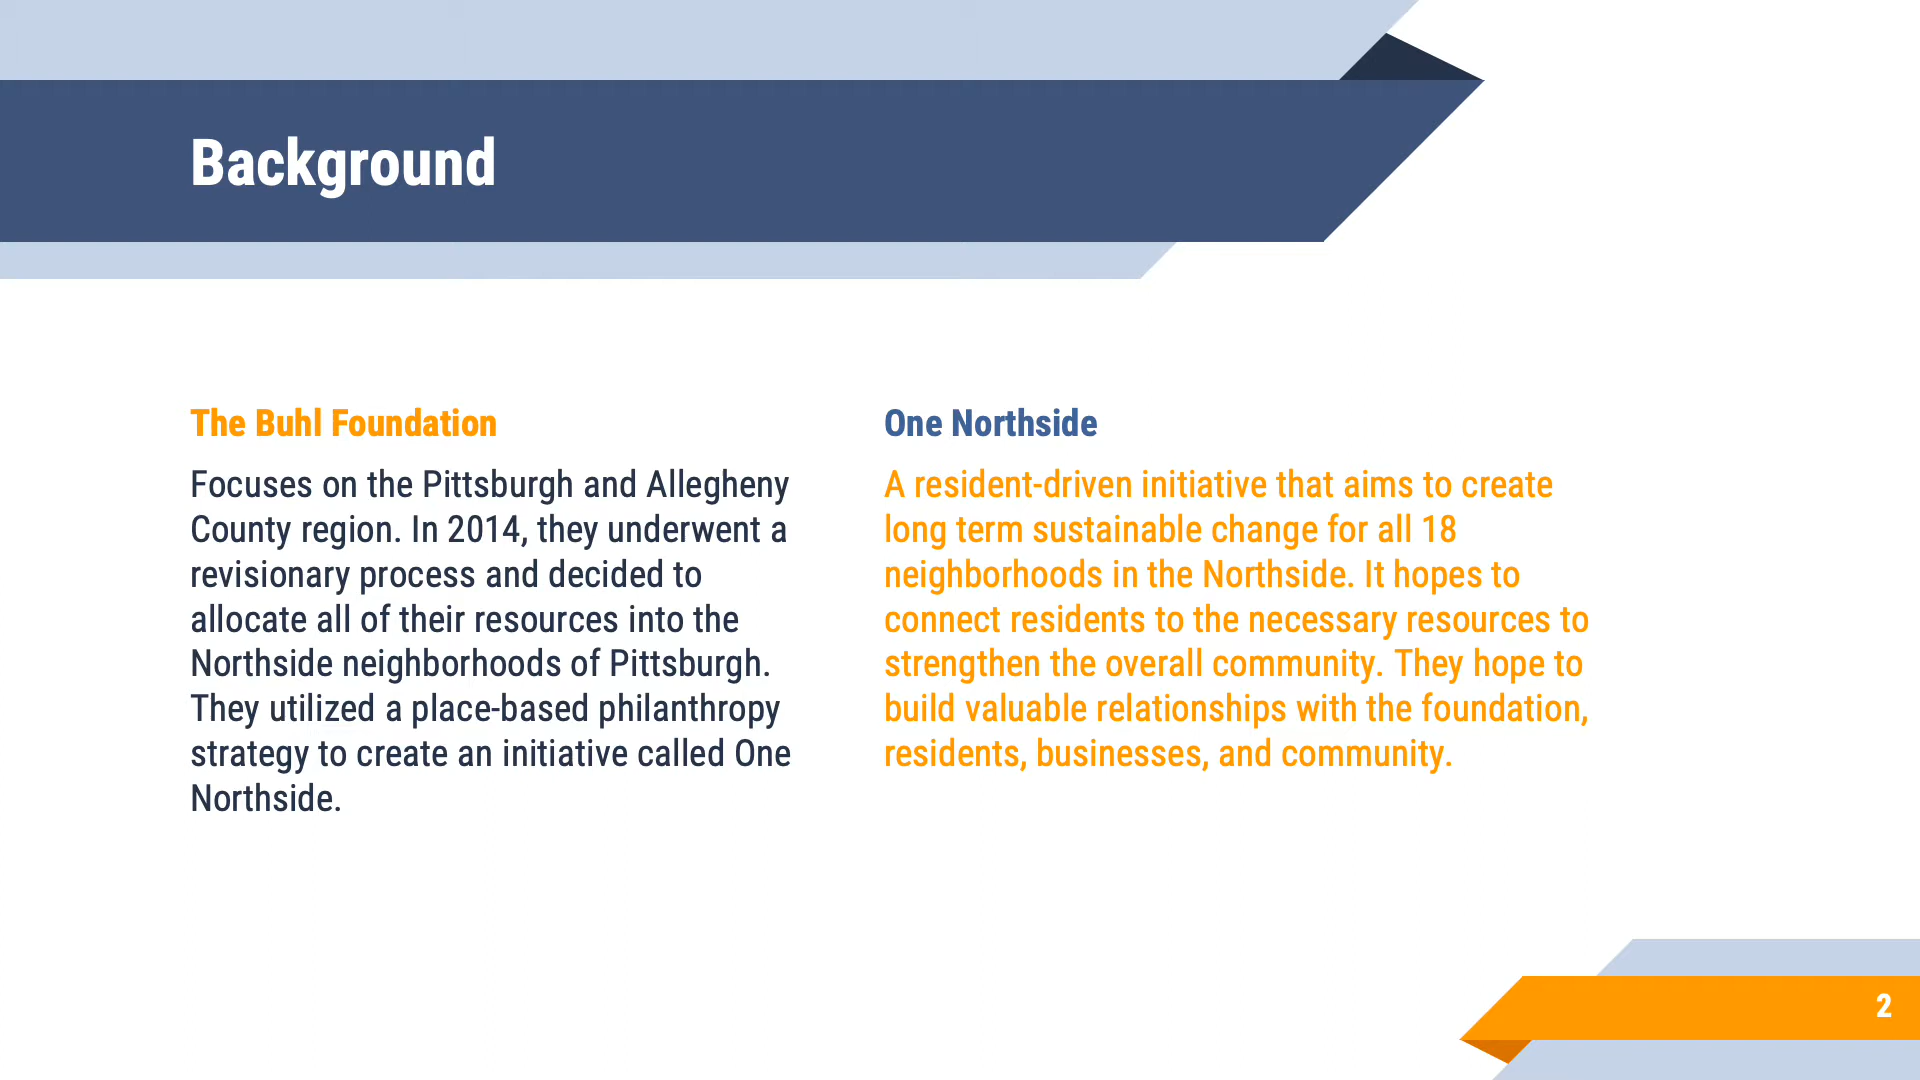 Background
The Buhl Foundation
Focuses on the Pittsburgh and Allegheny
County region. In 2014, they underwent a
revisionary process and decided to
allocate all of their resources into the
Northside neighborhoods of Pittsburgh.
They utilized a place-based philanthropy
strategy to create an initiative called One
Northside.
One Northside
A resident-driven initiative that aims to create
long term sustainable change for all 18
neighborhoods in the Northside. It hopes to
connect residents to the necessary resources to
strengthen the overall community. They hope to
build valuable relationships with the foundation,
residents, businesses, and community.
2